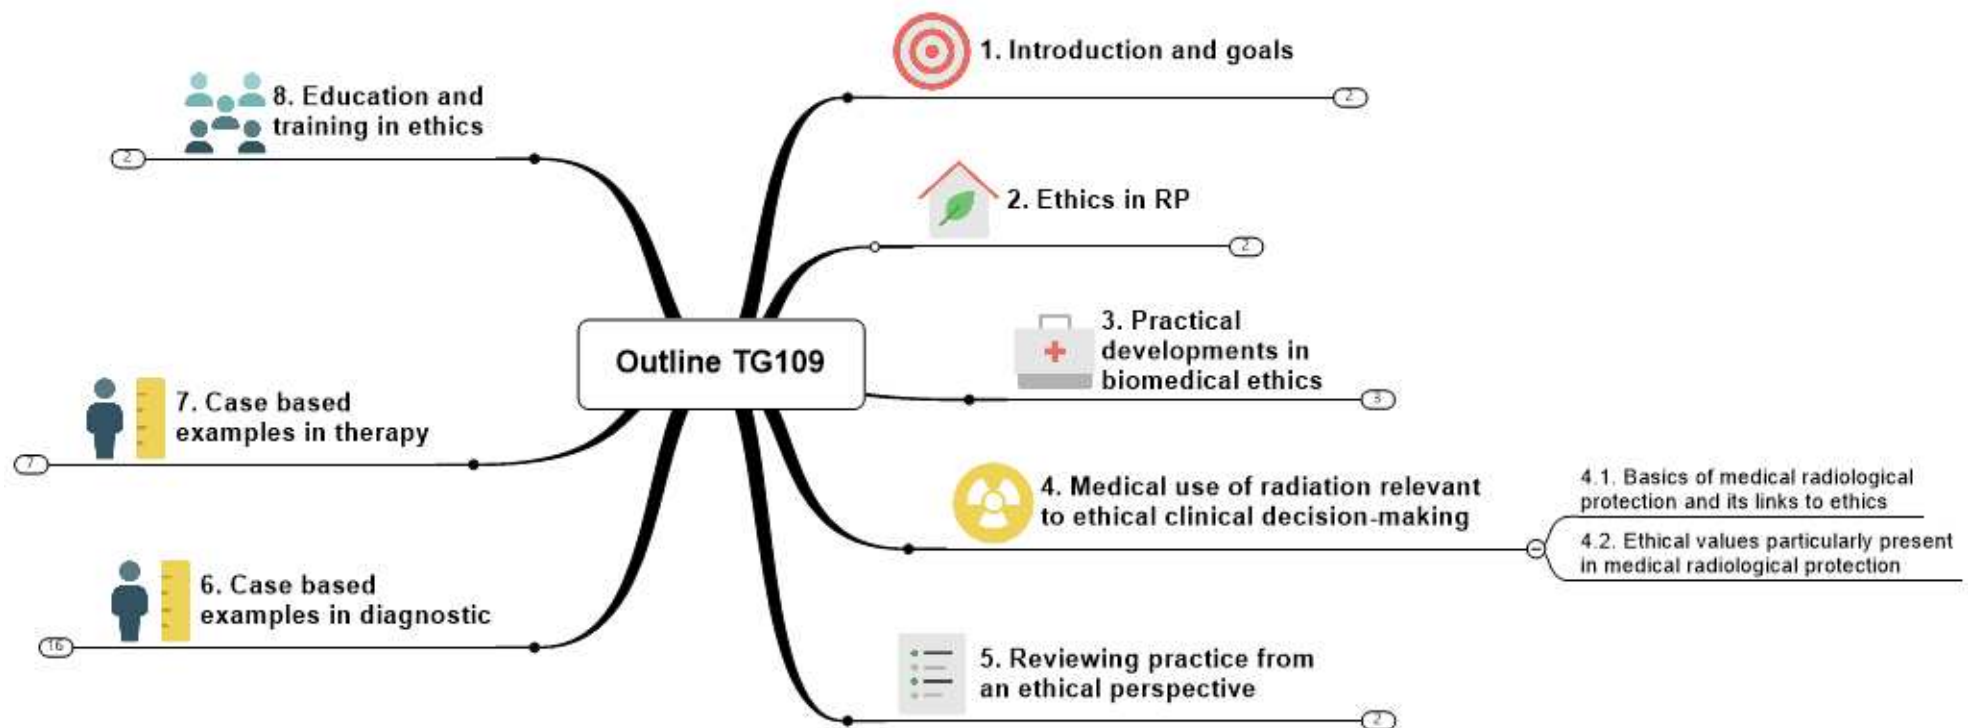 1. Introduction and goals
2
2. Ethics in RP
2
3. Practical
developments in
biomedical ethics
3
4. Medical use of radiation relevant
to ethical clinical decision-making
4.1. Basics of medical radiological
protection and its links to ethics
4.2. Ethical values particularly present
in medical radiological protection
5. Reviewing practice from
an ethical perspective
2
Outline TG109
6. Case based
examples in diagnostic
16
7. Case based
examples in therapy
7
8. Education and
training in ethics
2